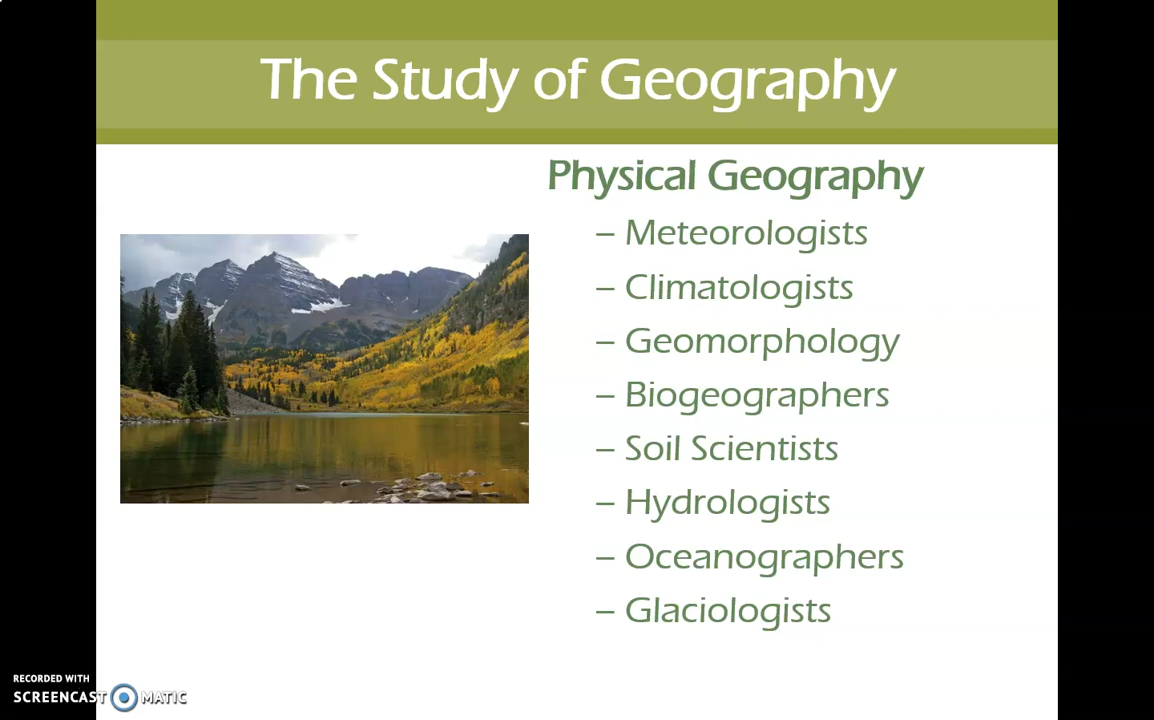 The Study of Geography
Physical Geography
– Meteorologists
– Climatologists
– Geomorphology
– Biogeographers
– Soil Scientists
– Hydrologists
– Oceanographers
– Glaciologists
RECORDED WITH
SCREENCAST MATIC